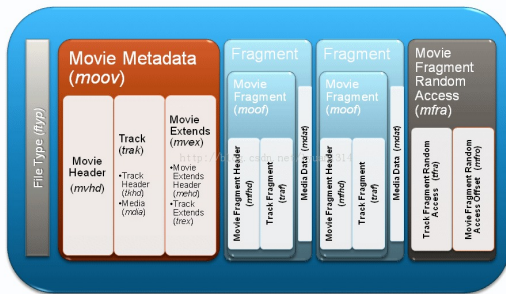 File Type (ftyp)
Movie Metadata
(moov)
Movie
Header
(mvhd)
Track
(trak)
•Track
Header
(tkhd)
•Media
(mdia)
Movie
Extends
(mvex)
•Movie
Extends
Header
(mehd)
•Track
Extends
(trex)
Fragment
Movie
Fragment
(moof)
Movie Fragment Header
(mfhd)
Track Fragment
(traf)
Media Data (mdat)
Fragment
Movie
Fragment
(moof)
Movie Fragment Header
(mfhd)
Track Fragment
(traf)
Media Data (mdat)
Movie
Fragment
Random
Access
(mfra)
Track Fragment Random
Access (tfra)
Movie Fragment Random
Access Offset (mfro)